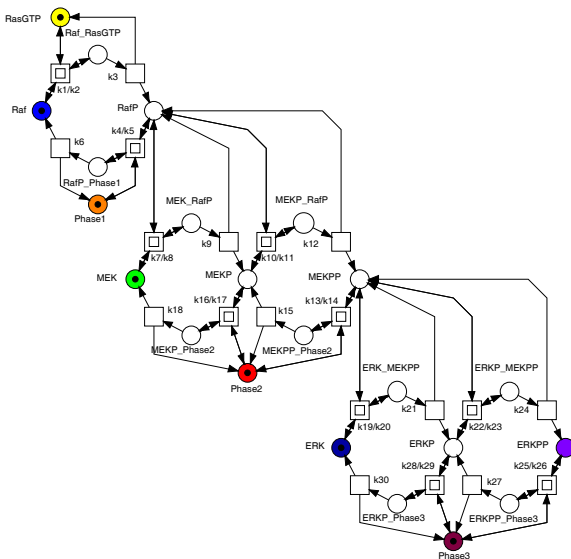 RasGTP
Raf_RasGTP
k1/k2
k3
Raf
RafP
k6
k4/k5
RafP_Phase1
Phase1
MEK_RafP
MEKP_RafP
k7/k8
k9
k10/k11
k12
MEK
MEKP
MEKPP
k18
k16/k17
k15
k13/k14
MEKP_Phase2
MEKPP_Phase2
Phase2
ERK_MEKPP
ERKP_MEKPP
k19/k20
k21
k22/k23
k24
ERK
ERKP
ERKPP
k30
k28/k29
k27
k25/k26
ERKP_Phase3
ERKPP_Phase3
Phase3